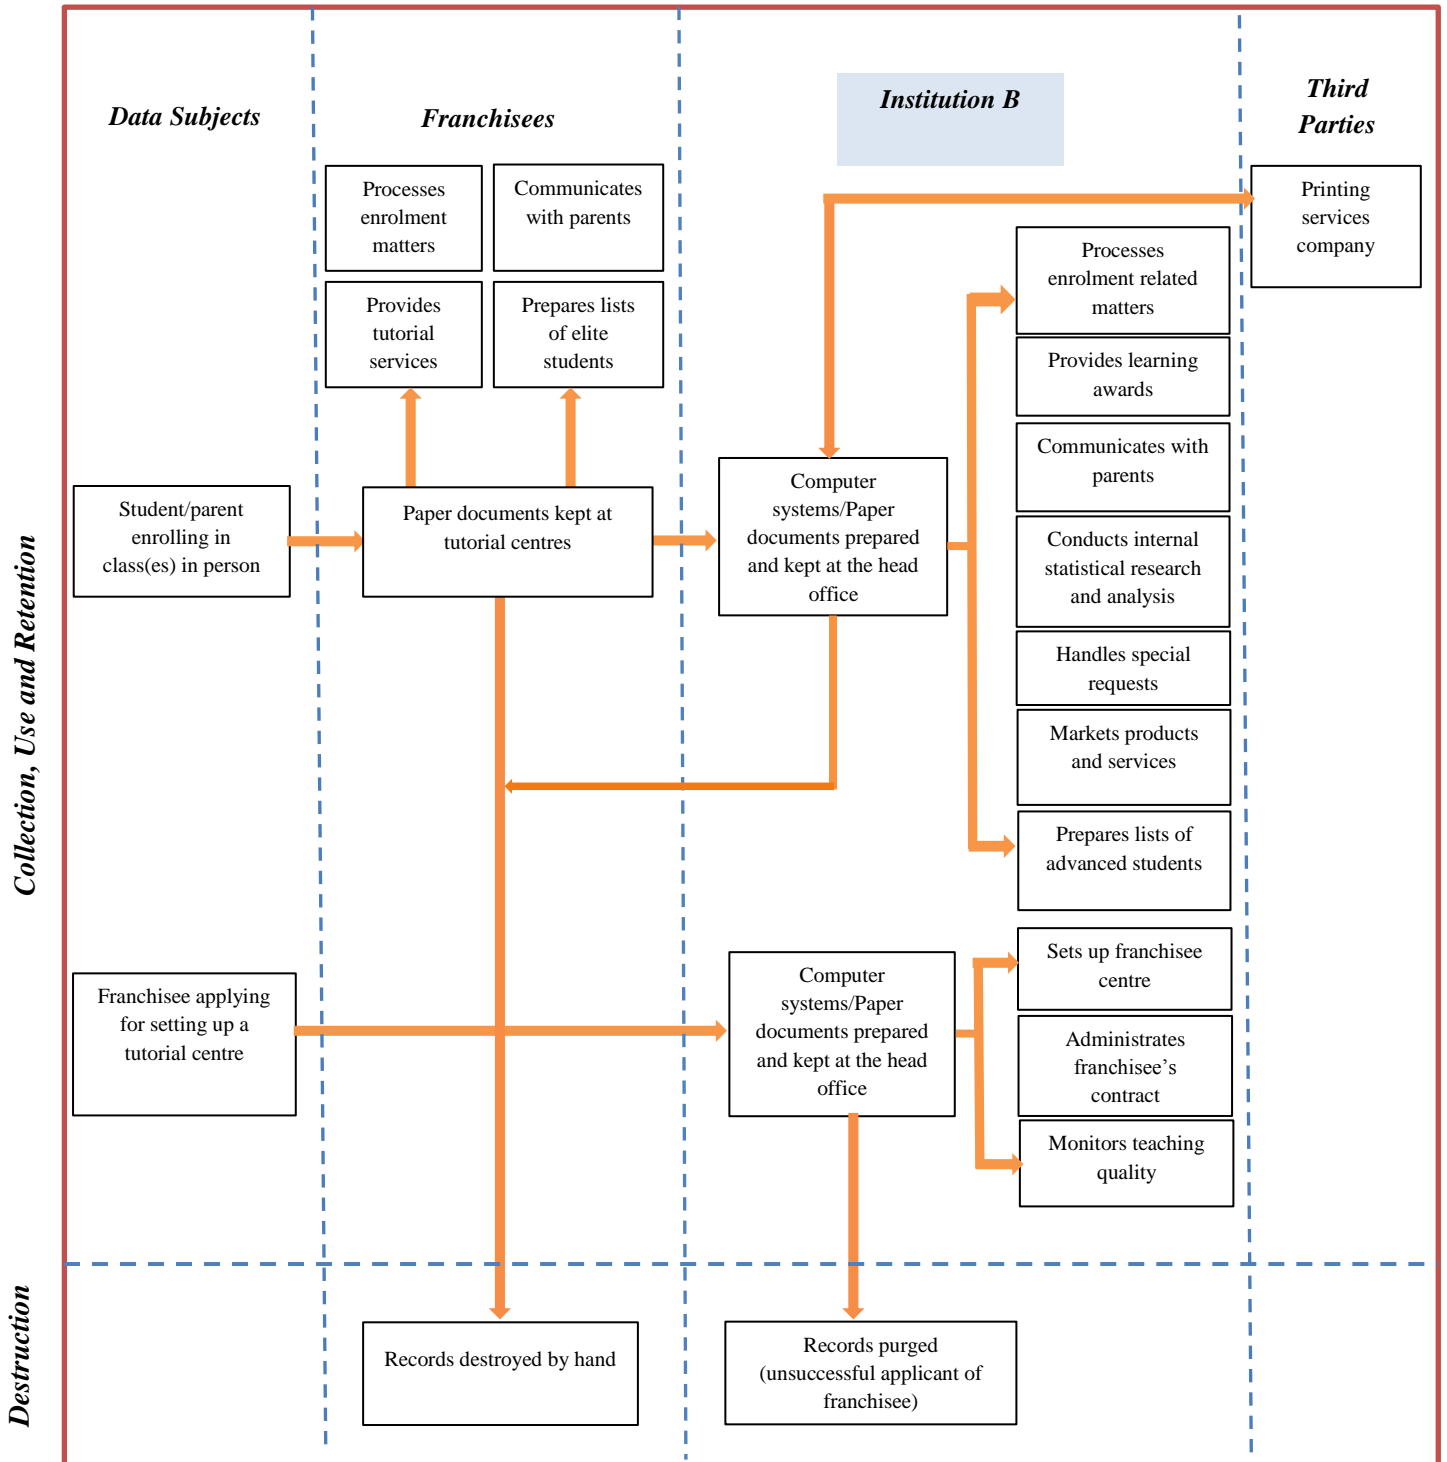 Data Subjects
Franchisees
Institution B
Third
Parties
Processes
enrolment
matters
Communicates
with parents
Printing
services
company
Provides
tutorial
services
Prepares lists
of elite
students
Processes
enrolment related
matters
Provides learning
awards
Communicates with
parents
Student/parent
enrolling in
class(es) in person
Paper documents kept at
tutorial centres
Computer
systems/Paper
documents prepared
and kept at the head
office
Conducts internal
statistical research
and analysis
Handles special
requests
Markets products
and services
Prepares lists of
advanced students
Collection, Use and Retention
Franchisee applying
for setting up a
tutorial centre
Computer
systems/Paper
documents prepared
and kept at the head
office
Sets up franchisee
centre
Administrates
franchisee’s
contract
Monitors teaching
quality
Destruction
Records destroyed by hand
Records purged
(unsuccessful applicant of
franchisee)